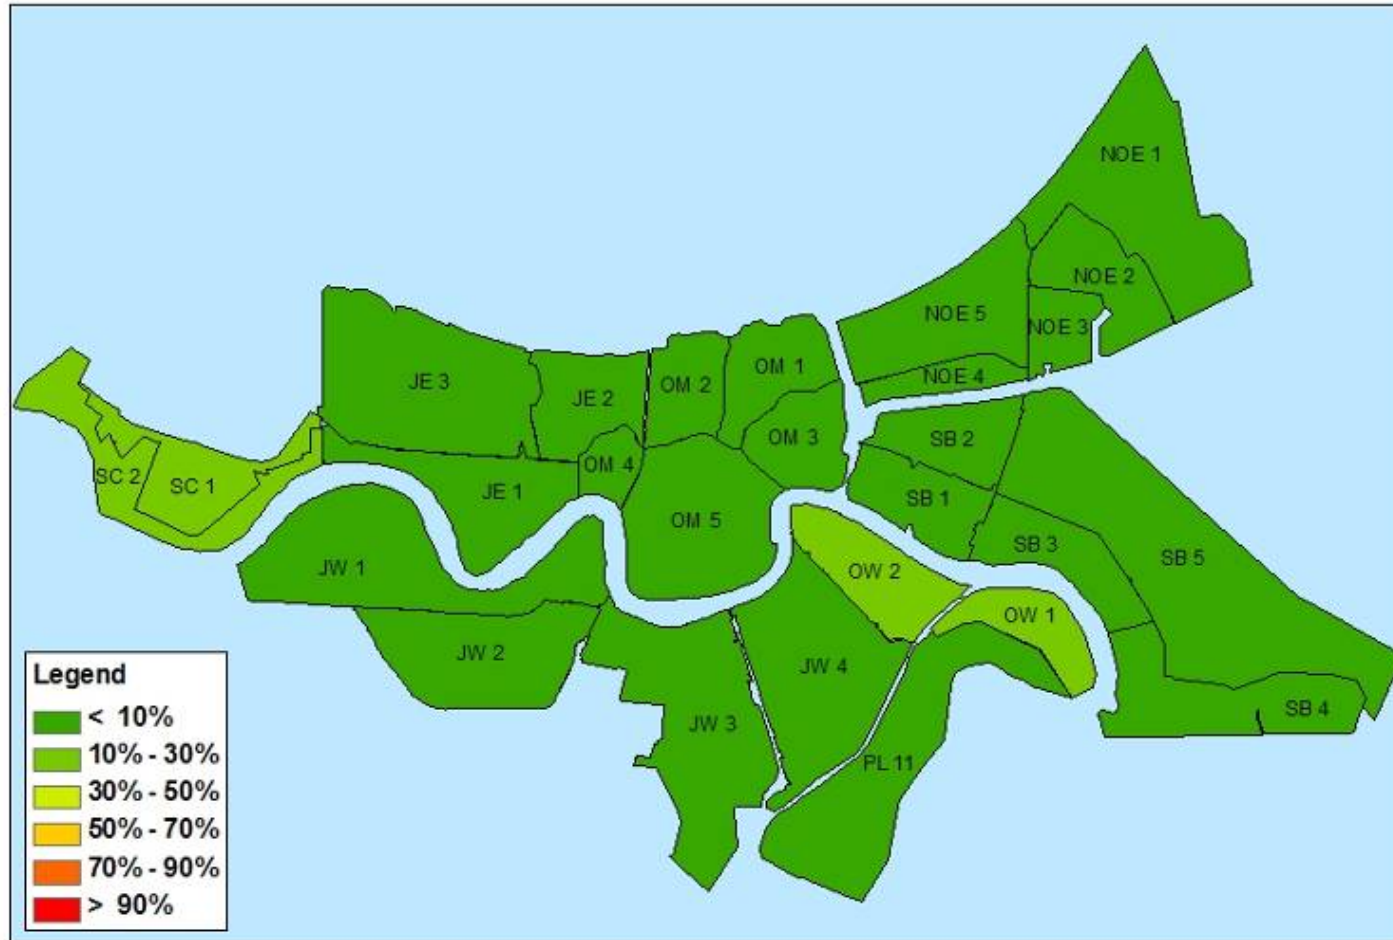 NOE 1
NOE 2
NOE 5
NOE 3
NOE 4
OM 1
OM 2
JE 3
JE 2
OM 3
SB 2
OM 4
SC 2
SC 1
JE 1
SB 1
OM 5
SB 3
SB 5
JW 1
OW 2
OW 1
JW 2
JW 4
SB 4
JW 3
PL 11
Legend
< 10%
10% - 30%
30% - 50%
50% - 70%
70% - 90%
> 90%